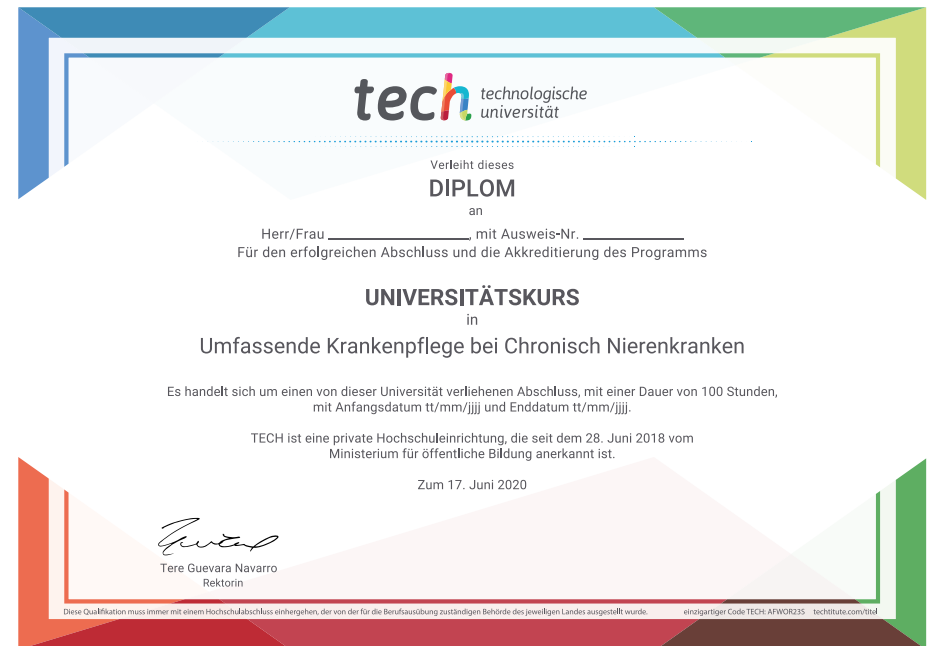 tech technologische
universität
Verleiht dieses
DIPLOM
an
Herr/Frau ____________________, mit Ausweis-Nr. ______________
Für den erfolgreichen Abschluss und die Akkreditierung des Programms
UNIVERSITÄTSKURS
in
Umfassende Krankenpflege bei Chronisch Nierenkranken
Es handelt sich um einen von dieser Universität verliehenen Abschluss, mit einer Dauer von 100 Stunden,
mit Anfangsdatum tt/mm/jjjj und Enddatum tt/mm/jjjj.
TECH ist eine private Hochschuleinrichtung, die seit dem 28. Juni 2018 vom
Ministerium für öffentliche Bildung anerkannt ist.
Zum 17. Juni 2020
Tere Guevara Navarro
Rektorin
Diese Qualifikation muss immer mit einem Hochschulabschluss einhergehen, der von der für die Berufsausübung zuständigen Behörde des jeweiligen Landes ausgestellt wurde. einzigartiger Code TECH: AFWOR23S techtitute.com/titel